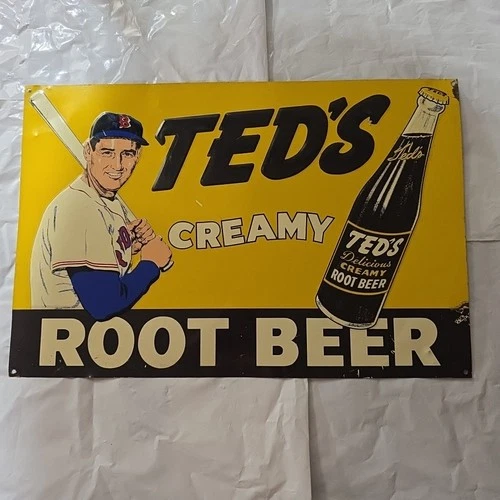 TED'S
CREAMY
ROOT BEER
B
Ted's
TED'S
Delicious
CREAMY
ROOT BEER